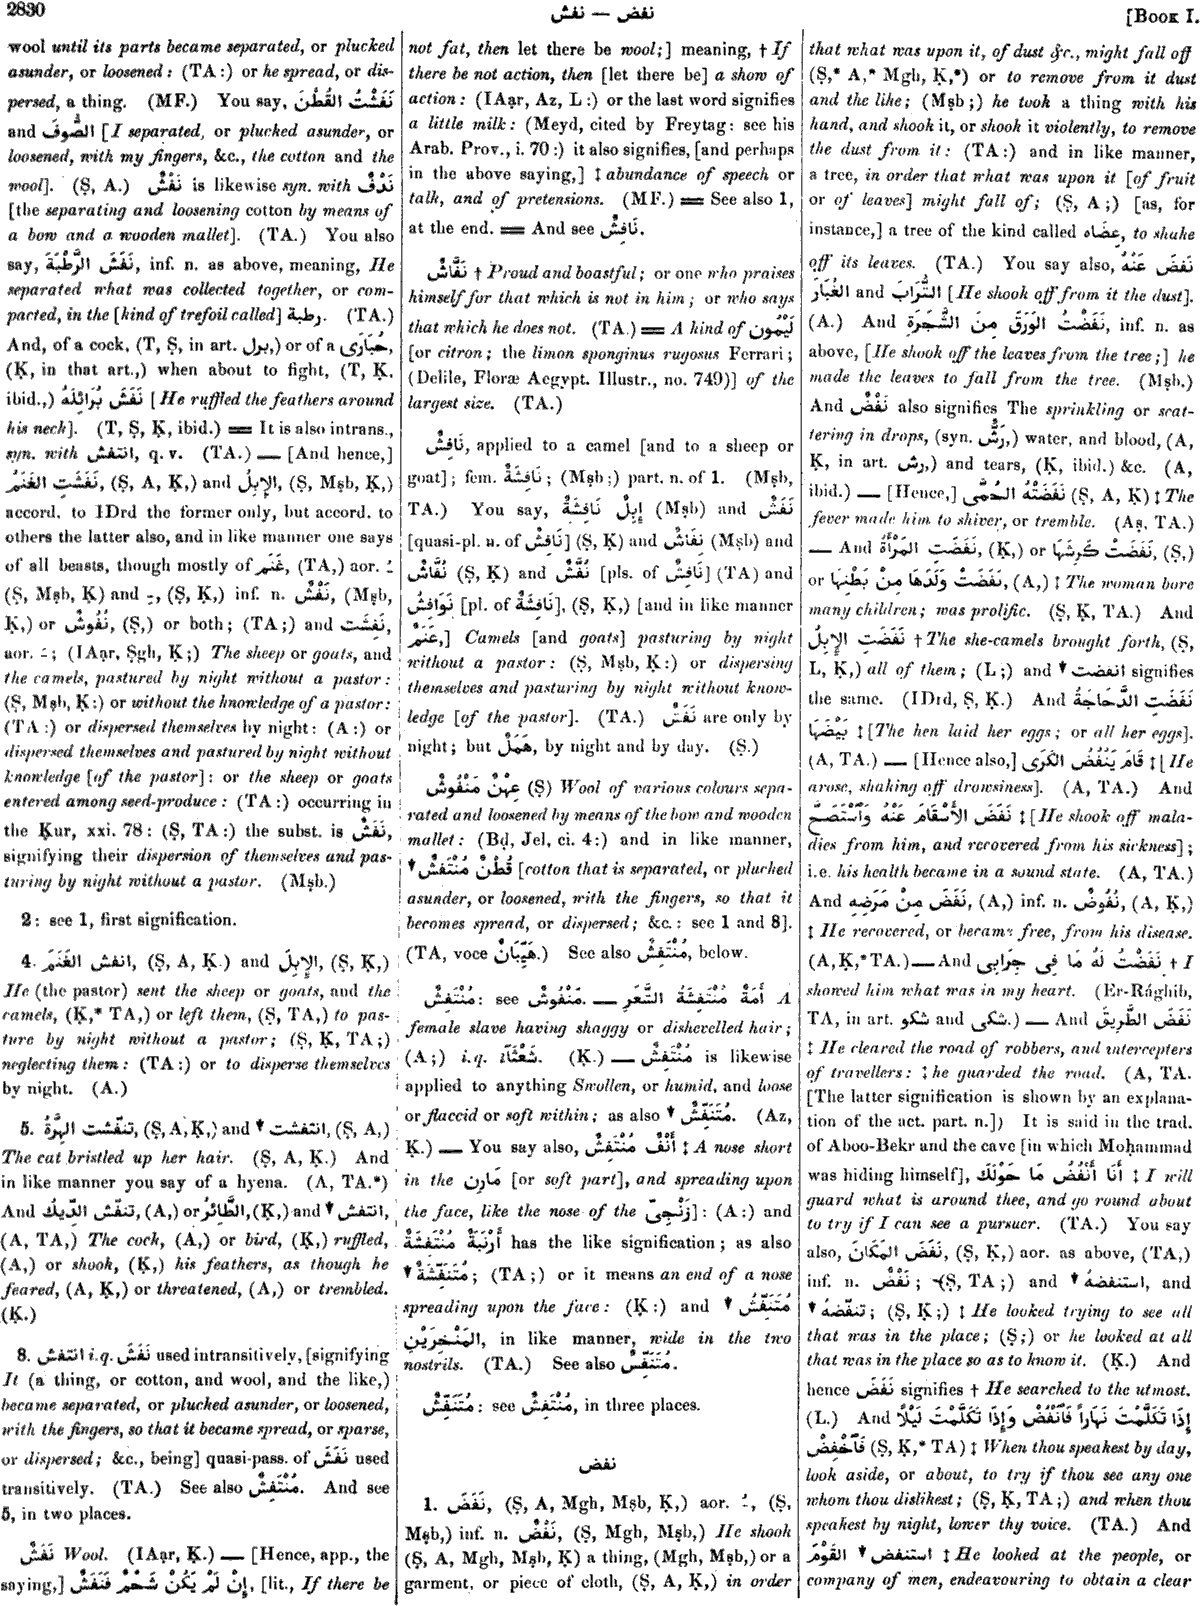 2830
نفش — نفض
[BOOK I.
wool until its parts became separated, or plucked
asunder, or loosened: (TA:) or he spread, or dis-
persed, a thing. (MF.) You say, نَفَشْتُ القُطْنَ
and الصُّوفَ [I separated, or plucked asunder, or
loosened, with my fingers, &c., the cotton and the
wool]. (Ṣ, A.) نَفْشٌ is likewise syn. with نَدْفٌ
[the separating and loosening cotton by means of
a bow and a wooden mallet]. (TA.) You also
say, نَفَشَ الرَّطْبَةَ, inf. n. as above, meaning, He
separated what was collected together, or com-
pacted, in the [kind of trefoil called] رطبة. (TA.)
And, of a cock, (T, Ṣ, in art. برل,) or of a حُبَارَى,
(Ḳ, in that art.,) when about to fight, (T, Ḳ,
ibid.,) نَفَشَ بُرَائِلَهُ [He ruffled the feathers around
his neck]. (T, Ṣ, Ḳ, ibid.) ═ It is also intrans.,
syn. with انتفش, q. v. (TA.) — [And hence,]
نَفَشَتِ الغَنَمُ, (Ṣ, A, Ḳ,) and الإِبِلُ, (Ṣ, Mṣb, Ḳ,)
accord. to IDrd the former only, but accord. to
others the latter also, and in like manner one says
of all beasts, though mostly of غَنَم, (TA,) aor. ـُ
(Ṣ, Mṣb, Ḳ) and ـِ, (Ṣ, Ḳ,) inf. n. نَفْشٌ, (Mṣb,
Ḳ,) or نُفُوشٌ, (Ṣ,) or both; (TA;) and نَفِشَت,
aor. ـَ; (IAạr, Ṣgh, Ḳ;) The sheep or goats, and
the camels, pastured by night without a pastor:
(Ṣ, Mṣb, Ḳ:) or without the knowledge of a pastor:
(TA:) or dispersed themselves by night: (A:) or
dispersed themselves and pastured by night without
knowledge [of the pastor]: or the sheep or goats
entered among seed-produce: (TA:) occurring in
the Ḳur, xxi. 78: (Ṣ, TA:) the subst. is نَفَشٌ,
signifying their dispersion of themselves and pas-
turing by night without a pastor. (Mṣb.)
2: see 1, first signification.
4. انفش الغَنَمَ, (Ṣ, A, Ḳ,) and الإِبِلَ, (Ṣ, Ḳ,)
He (the pastor) sent the sheep or goats, and the
camels, (Ḳ,* TA,) or left them, (Ṣ, TA,) to pas-
ture by night without a pastor; (Ṣ, Ḳ, TA;)
neglecting them: (TA:) or to disperse themselves
by night. (A.)
5. تنفّشت الهِرَّةُ, (Ṣ, A, Ḳ,) and ▼ انتفشت, (Ṣ, A,)
The cat bristled up her hair. (Ṣ, A, Ḳ.) And
in like manner you say of a hyena. (A, TA.*)
And تنفّش الدِّيكُ, (A,) or الطَّائِرُ, (Ḳ,) and ▼ انتفش,
(A, TA,) The cock, (A,) or bird, (Ḳ,) ruffled,
(A,) or shook, (Ḳ,) his feathers, as though he
feared, (A, Ḳ,) or threatened, (A,) or trembled.
(Ḳ.)
8. انتفش i. q. نَفَشَ used intransitively, [signifying
It (a thing, or cotton, and wool, and the like,)
became separated, or plucked asunder, or loosened,
with the fingers, so that it became spread, or sparse,
or dispersed; &c., being] quasi-pass. of نَفَشَ used
transitively. (TA.) See also مُنْتَفِشٌ. And see
5, in two places.
نَفَشٌ Wool. (IAạr, Ḳ.) — [Hence, app., the
saying,] إِنْ لَمْ يَكُنْ شَحْمٌ فَنَفَشٌ, [lit., If there be
not fat, then let there be wool;] meaning, † If
there be not action, then [let there be] a show of
action: (IAạr, Az, L:) or the last word signifies
a little milk: (Meyd, cited by Freytag: see his
Arab. Prov., i. 70:) it also signifies, [and perhaps
in the above saying,] ‡ abundance of speech or
talk, and of pretensions. (MF.) ═ See also 1,
at the end. ═ And see نَافِشٌ.
نَفَّاشٌ † Proud and boastful; or one who praises
himself for that which is not in him; or who says
that which he does not. (TA.) ═ A kind of لَيْمُون
[or citron; the limon sponginus rugosus Ferrari;
(Delile, Floræ Aegypt. Illustr., no. 749)] of the
largest size. (TA.)
نَافِشٌ, applied to a camel [and to a sheep or
goat]; fem. نَافِشَةٌ; (Mṣb;) part. n. of 1. (Mṣb,
TA.) You say, إِبِلٌ نَافِشَةٌ (Mṣb) and نَفَشٌ
[quasi-pl. n. of نَافِشٌ] (Ṣ, Ḳ) and نِفَاشٌ (Mṣb) and
نُفَّاشٌ (Ṣ, Ḳ) and نُفَّشٌ [pls. of نَافِشٌ] (TA) and
نَوَافِشُ [pl. of نَافِشَةٌ], (Ṣ, Ḳ,) [and in like manner
غَنَمٌ,] Camels [and goats] pasturing by night
without a pastor: (Ṣ, Mṣb, Ḳ:) or dispersing
themselves and pasturing by night without know-
ledge [of the pastor]. (TA.) نَفَشٌ are only by
night; but هَمَلٌ, by night and by day. (Ṣ.)
عِهْنٌ مَنْفُوشٌ (Ṣ) Wool of various colours sepa-
rated and loosened by means of the bow and wooden
mallet: (Bḍ, Jel, ci. 4:) and in like manner,
▼ قُطْنٌ مُنْتَفِشٌ [cotton that is separated, or plucked
asunder, or loosened, with the fingers, so that it
becomes spread, or dispersed; &c.: see 1 and 8].
(TA, voce هَيَّبَانٌ.) See also مُنْتَفِشٌ, below.
مُنْتَفِشٌ: see مَنْفُوشٌ. — أَمَةٌ مُنْتَفِشَةُ الشَّعَرِ A
female slave having shaggy or dishevelled hair;
(A;) i. q. شَعْثَآءُ. (Ḳ.) — مُنْتَفِشٌ is likewise
applied to anything Swollen, or humid, and loose
or flaccid or soft within; as also ▼ مُتَنَفِّشٌ. (Az,
Ḳ.) — You say also, أَنْفٌ مُنْتَفِشٌ ‡ A nose short
in the مَارِن [or soft part], and spreading upon
the face, like the nose of the زَنْجِىّ]: (A:) and
أَرْنَبَةٌ مُنْتَفِشَةٌ has the like signification; as also
▼ مُتَنَفِّشَةٌ; (TA;) or it means an end of a nose
spreading upon the face: (Ḳ:) and ▼ مُتَنَفِّشُ
المَنْخِرَيْنِ, in like manner, wide in the two
nostrils. (TA.) See also مُتَنَفِّسٌ.
مُتَنَفِّشٌ: see مُنْتَفِشٌ, in three places.
نفض
1. نَفَضَ, (Ṣ, A, Mgh, Mṣb, Ḳ,) aor. ـُ, (Ṣ,
Mṣb,) inf. n. نَفْضٌ, (Ṣ, Mgh, Mṣb,) He shook
(Ṣ, A, Mgh, Mṣb, Ḳ) a thing, (Mgh, Mṣb,) or a
garment, or piece of cloth, (Ṣ, A, Ḳ,) in order
that what was upon it, of dust &c., might fall off
(Ṣ,* A,* Mgh, Ḳ,*) or to remove from it dust
and the like; (Mṣb;) he took a thing with his
hand, and shook it, or shook it violently, to remove
the dust from it: (TA:) and in like manner,
a tree, in order that what was upon it [of fruit
or of leaves] might fall of; (Ṣ, A;) [as, for
instance,] a tree of the kind called عِضَاه, to shake
off its leaves. (TA.) You say also, نَفَضَ عَنْهُ
الغُبَارَ and التُّرَابَ [He shook off from it the dust].
(A.) And نَفَضْتُ الوَرَقَ مِنَ الشَّجَرَةِ, inf. n. as
above, [He shook off the leaves from the tree;] he
made the leaves to fall from the tree. (Mṣb.)
And نَفْضٌ also signifies The sprinkling or scat-
tering in drops, (syn. رَشٌّ,) water, and blood, (A,
Ḳ, in art. رش,) and tears, (Ḳ, ibid.) &c. (A,
ibid.) — [Hence,] نَفَضَتْهُ الحُمَّى (Ṣ, A, Ḳ) ‡ The
fever made him to shiver, or tremble. (Aṣ, TA.)
— And نَفَضَتِ المَرْأَةُ, (Ḳ,) or نَفَضَتْ كَرِشَهَا, (Ṣ,)
or نَفَضَتْ وَلَدَهَا مِنْ بَطْنِهَا, (A,) ‡ The woman bore
many children; was prolific. (Ṣ, Ḳ, TA.) And
نَفَضَتِ الإِبِلُ † The she-camels brought forth, (Ṣ,
L, Ḳ,) all of them; (L;) and ▼ انفضت signifies
the same. (IDrd, Ṣ, Ḳ.) And نَفَضَتِ الدَّجَاجَةُ
بَيْضَهَا ‡ [The hen laid her eggs; or all her eggs].
(A, TA.) — [Hence also,] قَامَ يَنْفُضُ الكَرَى ‡ [He
arose, shaking off drowsiness]. (A, TA.) And
نَفَضَ الأَسْقَامَ عَنْهُ وَٱسْتَصَحَّ ‡ [He shook off mala-
dies from him, and recovered from his sickness];
i.e. his health became in a sound state. (A, TA.)
And نَفَضَ مِنْ مَرَضِهِ, (A,) inf. n. نُفُوضٌ, (A, Ḳ,)
‡ He recovered, or became free, from his disease.
(A, Ḳ,* TA.) — And نَفَضْتُ لَهُ مَا فِى جِرَابِى † I
showed him what was in my heart. (Er-Rághib,
TA, in art. شكو and شكى.) — And نَفَضَ الطَّرِيقَ
‡ He cleared the road of robbers, and intercepters
of travellers: ‡ he guarded the road. (A, TA.
[The latter signification is shown by an explana-
tion of the act. part. n.]) It is said in the trad.
of Aboo-Bekr and the cave [in which Moḥammad
was hiding himself], أَنَا أَنْفُضُ مَا حَوْلَكَ ‡ I will
guard what is around thee, and go round about
to try if I can see a pursuer. (TA.) You say
also, نَفَضَ المَكَانَ, (Ṣ, Ḳ,) aor. as above, (TA,)
inf. n. نَفْضٌ; (Ṣ, TA;) and ▼ استنفضهُ, and
▼ تنفّضهُ; (Ṣ, Ḳ;) ‡ He looked trying to see all
that was in the place; (Ṣ;) or he looked at all
that was in the place so as to know it. (Ḳ.) And
hence نَفَضَ signifies † He searched to the utmost.
(L.) And إِذَا تَكَلَّمْتَ نَهَاراً فَٱنْفُضْ وَإِذَا تَكَلَّمْتَ لَيْلًا
فَٱخْفِضْ (Ṣ, Ḳ,* TA) ‡ When thou speakest by day,
look aside, or about, to try if thou see any one
whom thou dislikest; (Ṣ, Ḳ, TA;) and when thou
speakest by night, lower thy voice. (TA.) And
▼ استنفض القَوْمَ ‡ He looked at the people, or
company of men, endeavouring to obtain a clear